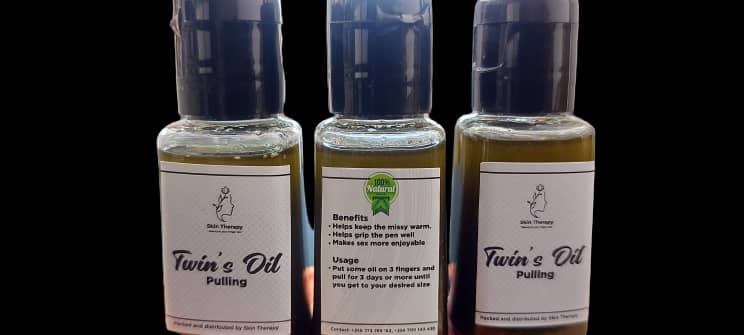 Skin Therapy
Twin's Oil
Pulling
Packed and distributed by Skin Therapy
100%
Natural
Benefits
• Helps keep the missy warm.
• Helps grip the pen well
• Makes sex more enjoyable
Usage
• Put some oil on 3 fingers and
pull for 3 days or more until
you get to your desired size
Skin Therapy
Twin's Oil
Pulling
Packed and distributed by Skin Therapy